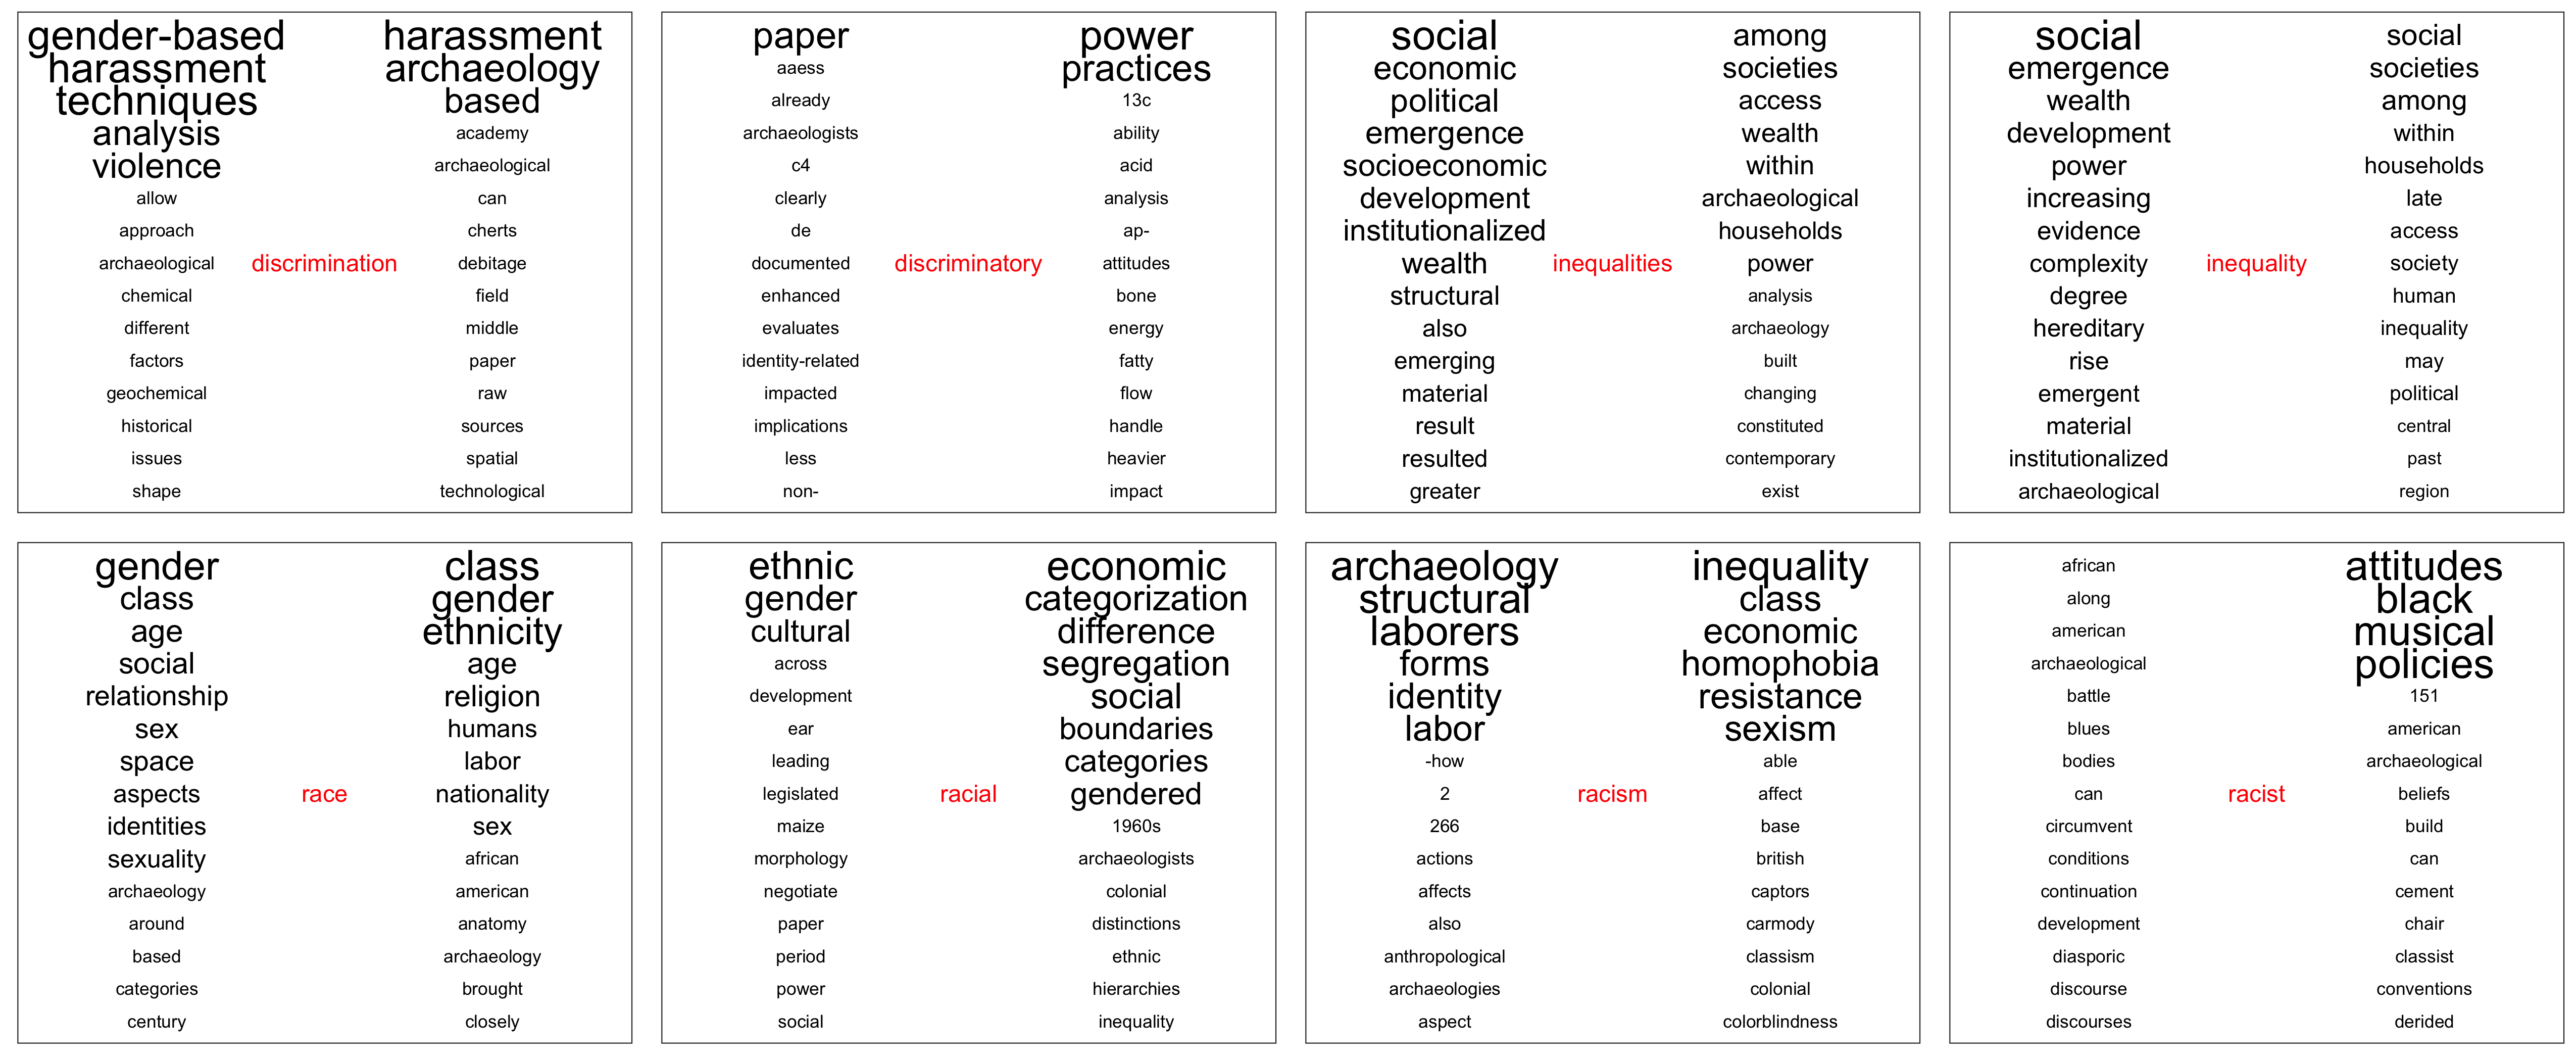 gender-based harassment
harassment archaeology
techniques based
analysis academy
violence archaeological
allow can
approach cherts
archaeological discrimination debitage
chemical field
different middle
factors paper
geochemical raw
historical sources
issues spatial
shape technological
paper power
aaess practices
already 13c
archaeologists ability
c4 acid
clearly analysis
de ap-
documented discriminatory attitudes
enhanced bone
evaluates energy
identity-related fatty
impacted flow
implications handle
less heavier
non- impact
social among
economic societies
political access
emergence wealth
socioeconomic within
development archaeological
institutionalized households
wealth inequalities power
structural analysis
also archaeology
emerging built
material changing
result constituted
resulted contemporary
greater exist
social social
emergence societies
wealth among
development within
power households
increasing late
evidence access
complexity inequality society
degree human
hereditary inequality
rise may
emergent political
material central
institutionalized past
archaeological region
gender class
class gender
age ethnicity
social age
relationship religion
sex humans
space labor
aspects race nationality
identities sex
sexuality african
archaeology american
around anatomy
based archaeology
categories brought
century closely
ethnic economic
gender categorization
cultural difference
across segregation
development social
ear boundaries
leading categories
legislated racial gendered
maize 1960s
morphology archaeologists
negotiate colonial
paper distinctions
period ethnic
power hierarchies
social inequality
archaeology inequality
structural class
laborers economic
forms homophobia
identity resistance
labor sexism
-how able
2 racism affect
266 base
actions british
affects captors
also carmody
anthropological classism
archaeologies colonial
aspect colorblindness
african attitudes
along black
american musical
archaeological policies
battle 151
blues american
bodies archaeological
can racist beliefs
circumvent build
conditions can
continuation cement
development chair
diasporic classist
discourse conventions
discourses derided